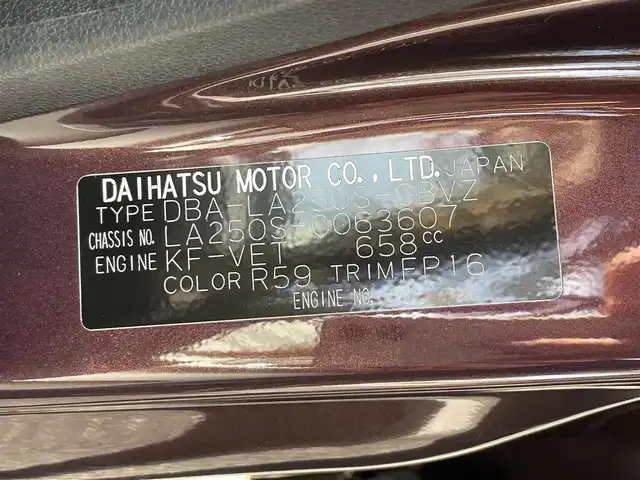 DAIHATSU MOTOR CO., LTD. JAPAN
TYPE DBA-LA250S-GBVZ
CHASSIS NO. LA250S-0063607
ENGINE KF-VET 658cc
COLOR R59 TRIM FP16
ENGINE NO.